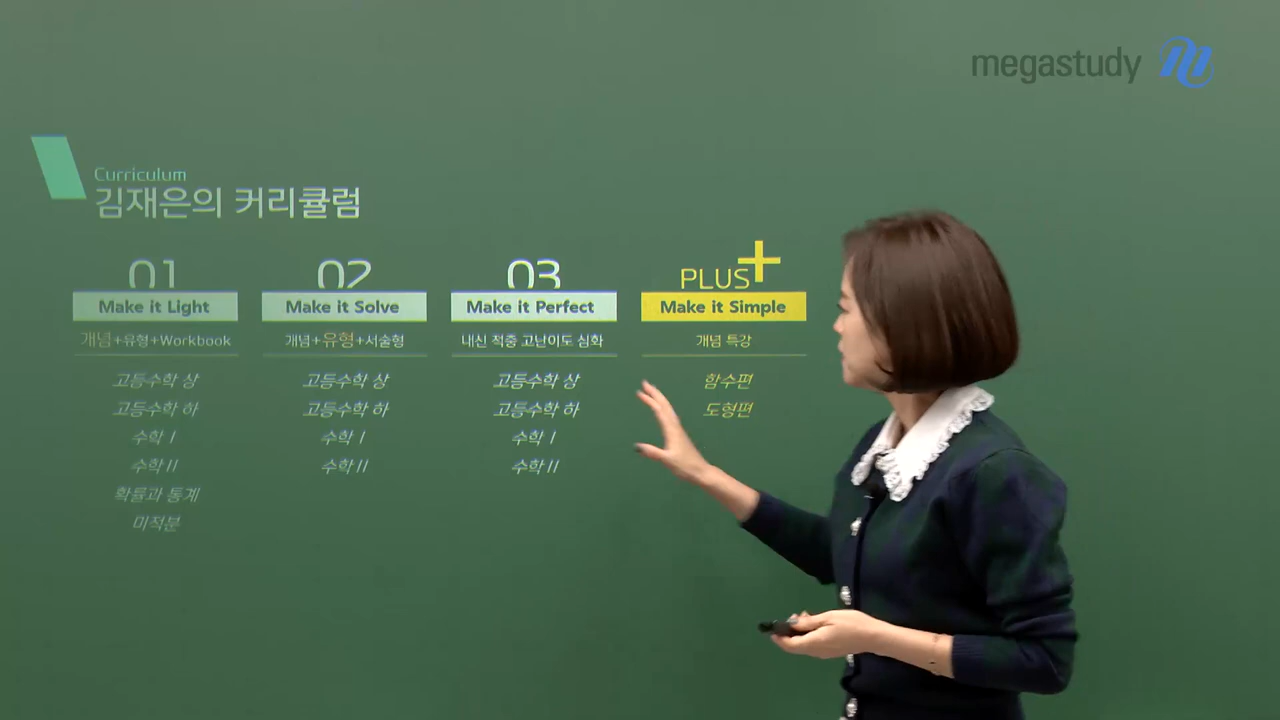 megastudy
Curriculum
김재은의 커리큘럼
01
Make it Light
개념+유형+Workbook
고등수학 상
고등수학 하
수학 I
수학 II
확률과 통계
미적분
02
Make it Solve
개념+유형+서술형
고등수학 상
고등수학 하
수학 I
수학 II
03
Make it Perfect
내신 적중 고난이도 심화
고등수학 상
고등수학 하
수학 I
수학 II
PLUS+
Make it Simple
개념 특강
함수편
도형편